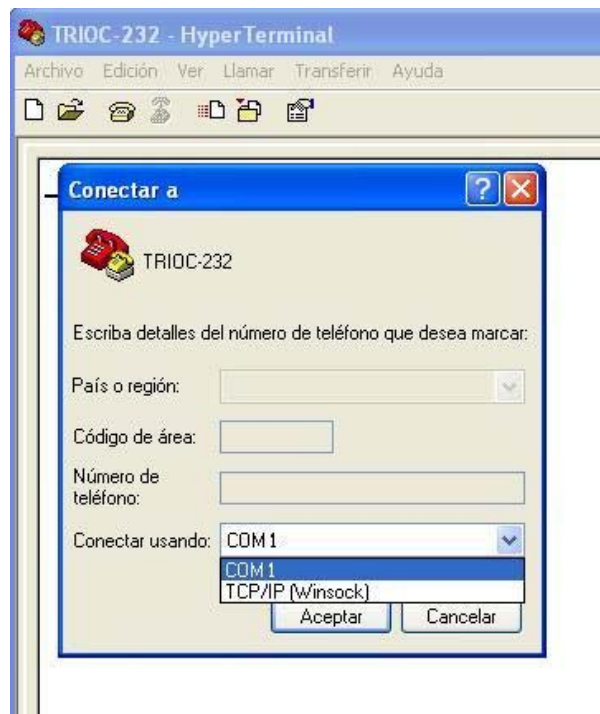 TRIOC-232 - HyperTerminal
Archivo Edición Ver Llamar Transferir Ayuda
Conectar a
TRIOC-232
Escriba detalles del número de teléfono que desea marcar:
País o región:
Código de área:
Número de
teléfono:
Conectar usando: COM1
COM1
TCP/IP (Winsock)
Aceptar Cancelar